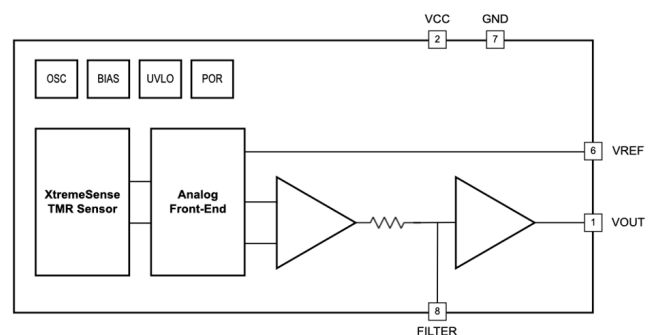 VCC GND
2 7
OSC BIAS UVLO POR
6 VREF
XtremeSense
TMR Sensor
Analog
Front-End
1 VOUT
8
FILTER